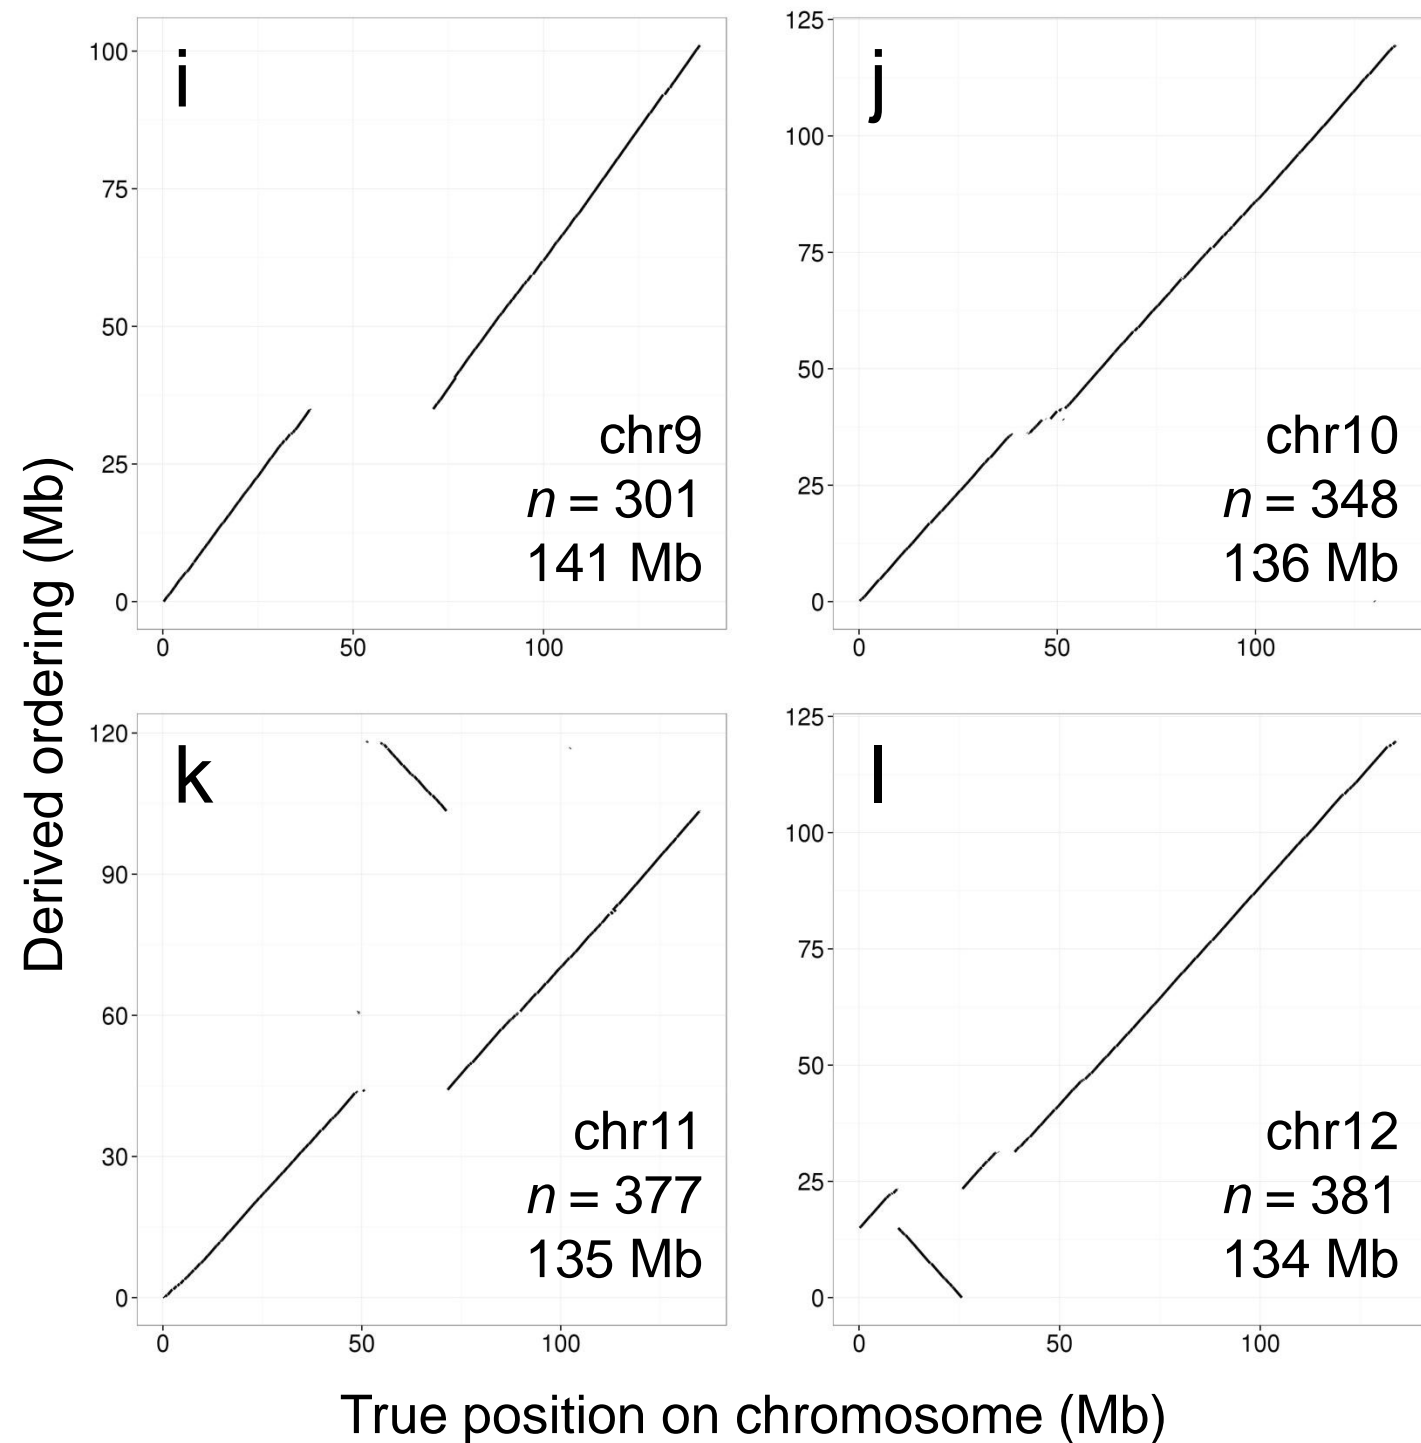 Derived ordering (Mb)
i
100
75
50
25
0
0 50 100
chr9
n = 301
141 Mb
j
125
100
75
50
25
0
0 50 100
chr10
n = 348
136 Mb
k
120
90
60
30
0
0 50 100
chr11
n = 377
135 Mb
l
125
100
75
50
25
0
0 50 100
chr12
n = 381
134 Mb
True position on chromosome (Mb)